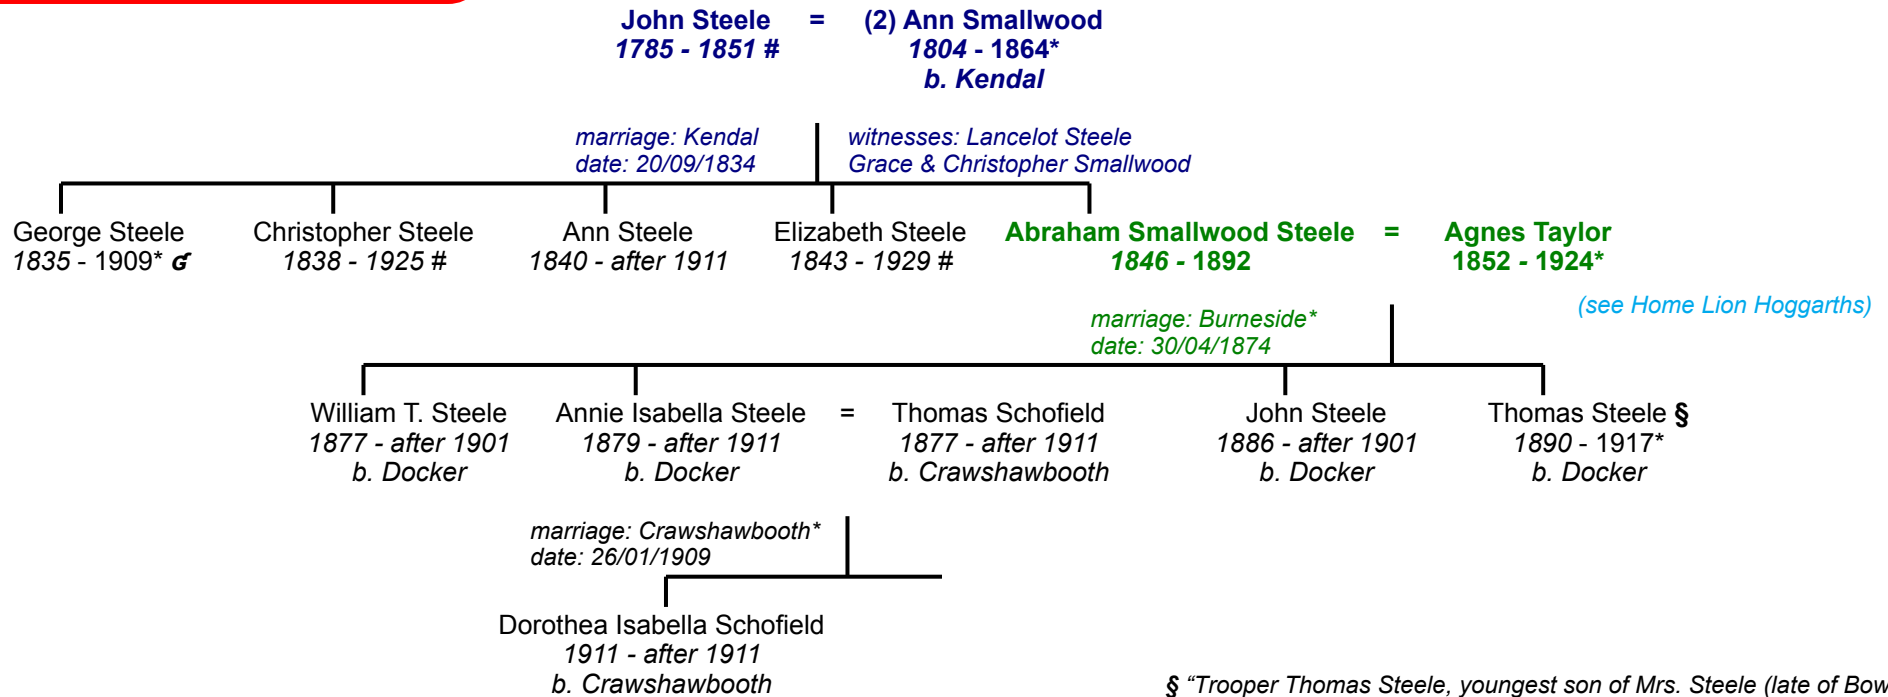 John Steele = (2) Ann Smallwood
1785 - 1851 # 1804 - 1864*
b. Kendal
marriage: Kendal witnesses: Lancelot Steele
date: 20/09/1834 Grace & Christopher Smallwood
George Steele Christopher Steele Ann Steele Elizabeth Steele Abraham Smallwood Steele = Agnes Taylor
1835 - 1909* 1838 - 1925 # 1840 - after 1911 1843 - 1929 # 1846 - 1892 1852 - 1924*
(see Home Lion Hoggarths)
marriage: Burneside*
date: 30/04/1874
William T. Steele Annie Isabella Steele = Thomas Schofield John Steele Thomas Steele §
1877 - after 1901 1879 - after 1911 1877 - after 1911 1886 - after 1901 1890 - 1917*
b. Docker b. Docker b. Crawshawbooth b. Docker b. Docker
marriage: Crawshawbooth*
date: 26/01/1909
Dorothea Isabella Schofield
1911 - after 1911
b. Crawshawbooth
§ “Trooper Thomas Steele, youngest son of Mrs. Steele (late of Bow